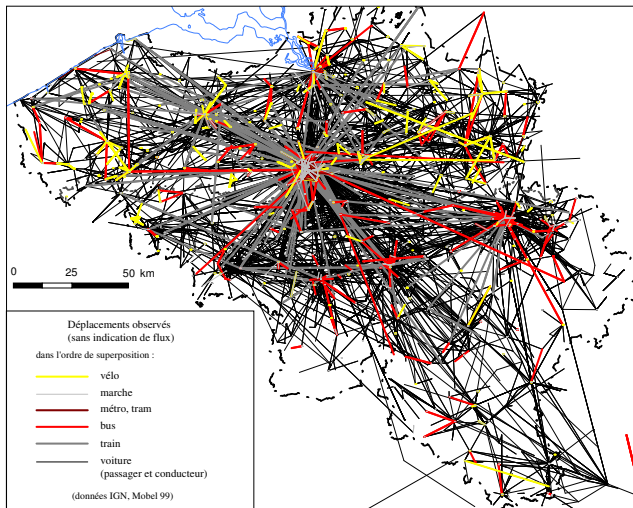 0 25 50 km
Déplacements observés
(sans indication de flux)
dans l'ordre de superposition :
vélo
marche
métro, tram
bus
train
voiture
(passager et conducteur)
(données IGN, Mobel 99)